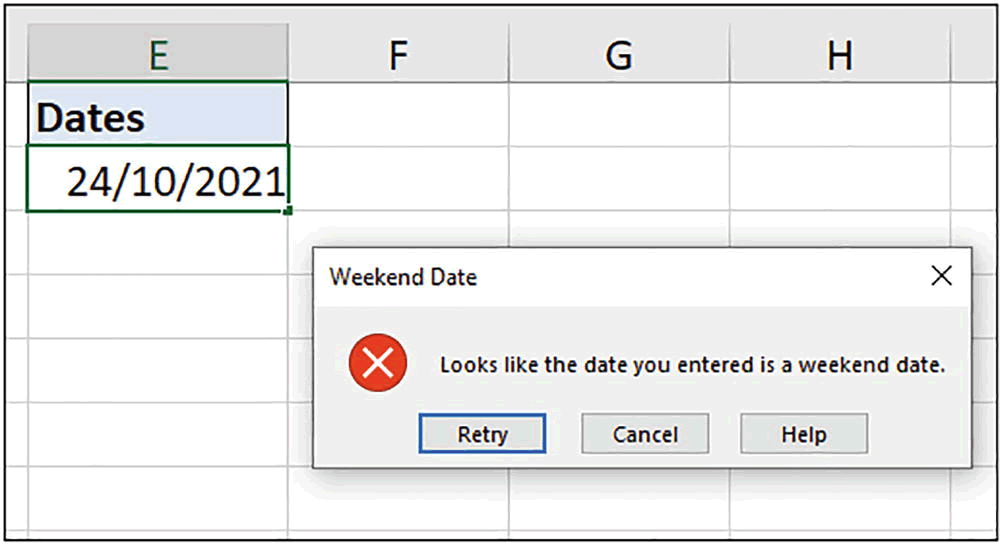 E F G H
Dates
24/10/2021
Weekend Date
Looks like the date you entered is a weekend date.
Retry Cancel Help